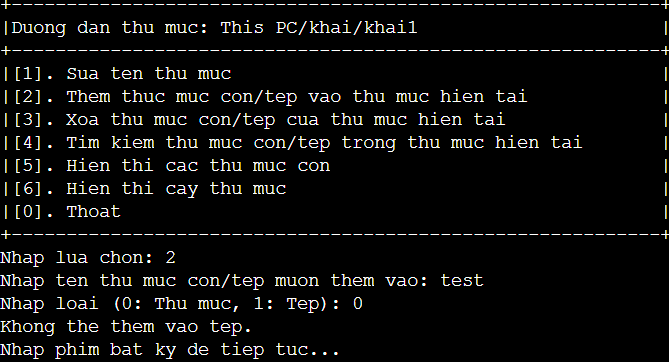 |Duong dan thu muc: This PC/khai/khai1|
|[1]. Sua ten thu muc|
|[2]. Them thuc muc con/tep vao thu muc hien tai|
|[3]. Xoa thu muc con/tep cua thu muc hien tai|
|[4]. Tim kiem thu muc con/tep trong thu muc hien tai|
|[5]. Hien thi cac thu muc con|
|[6]. Hien thi cay thu muc|
|[0]. Thoat|
Nhap lua chon: 2
Nhap ten thu muc con/tep muon them vao: test
Nhap loai (0: Thu muc, 1: Tep): 0
Khong the them vao tep.
Nhap phim bat ky de tiep tuc...